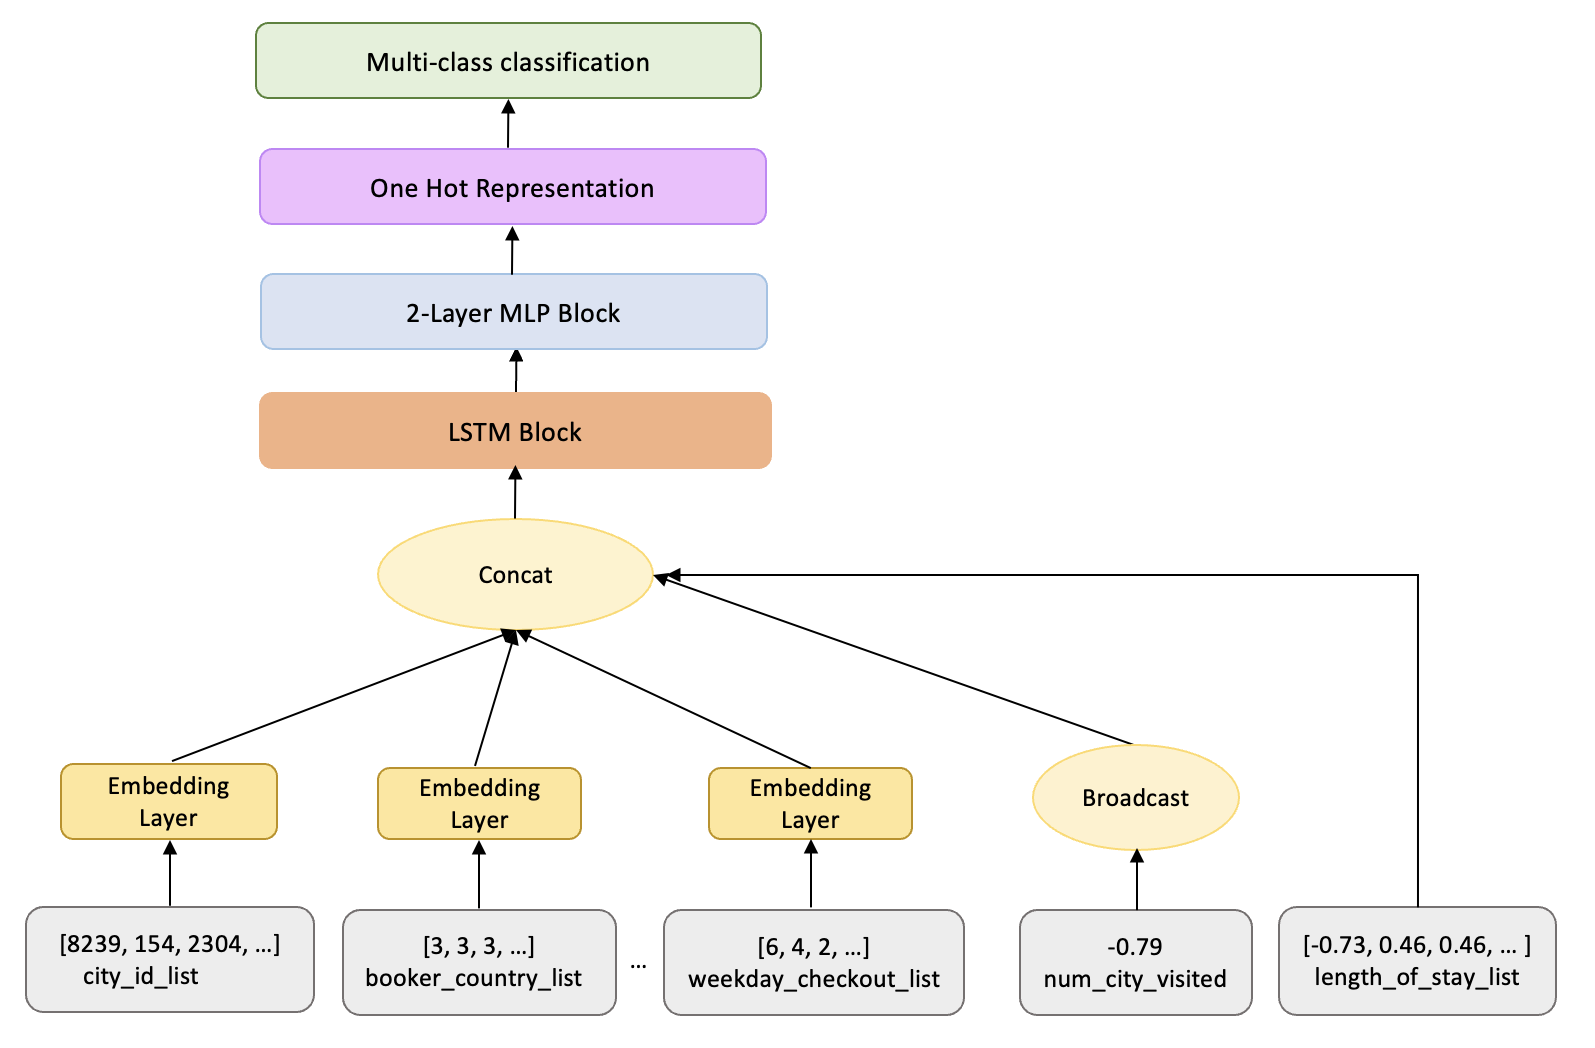 Multi-class classification
One Hot Representation
2-Layer MLP Block
LSTM Block
Concat
Embedding
Layer
Embedding
Layer
Embedding
Layer
Broadcast
[8239, 154, 2304, ...]
city_id_list
[3, 3, 3, ...]
booker_country_list
...
[6, 4, 2, ...]
weekday_checkout_list
-0.79
num_city_visited
[-0.73, 0.46, 0.46, ... ]
length_of_stay_list